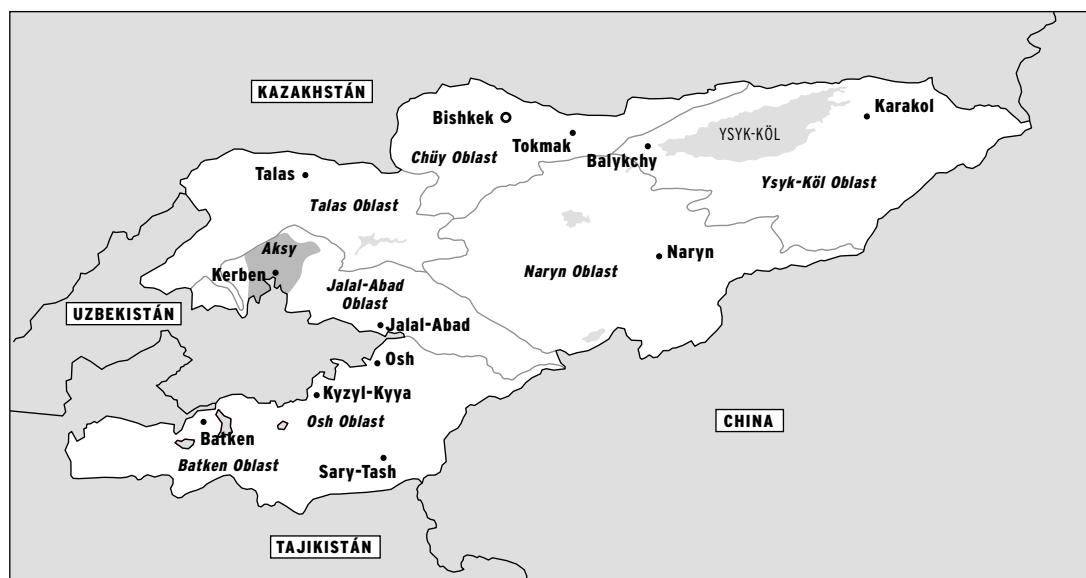 KAZAKHSTÁN
Bishkek
Karakol
YSYK-KÖL
Tokmak
Chüy Oblast
Balykchy
Talas
Ysyk-Köl Oblast
Talas Oblast
Aksy
Naryn
Kerben
Naryn Oblast
Jalal-Abad
Oblast
UZBEKISTÁN
Jalal-Abad
Osh
Kyzyl-Kyya
Osh Oblast
CHINA
Batken
Batken Oblast
Sary-Tash
TAJIKISTÁN